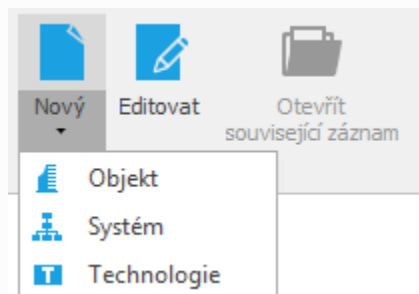 Nový
Editovat
Otevřít
související záznam
Objekt
Systém
T Technologie